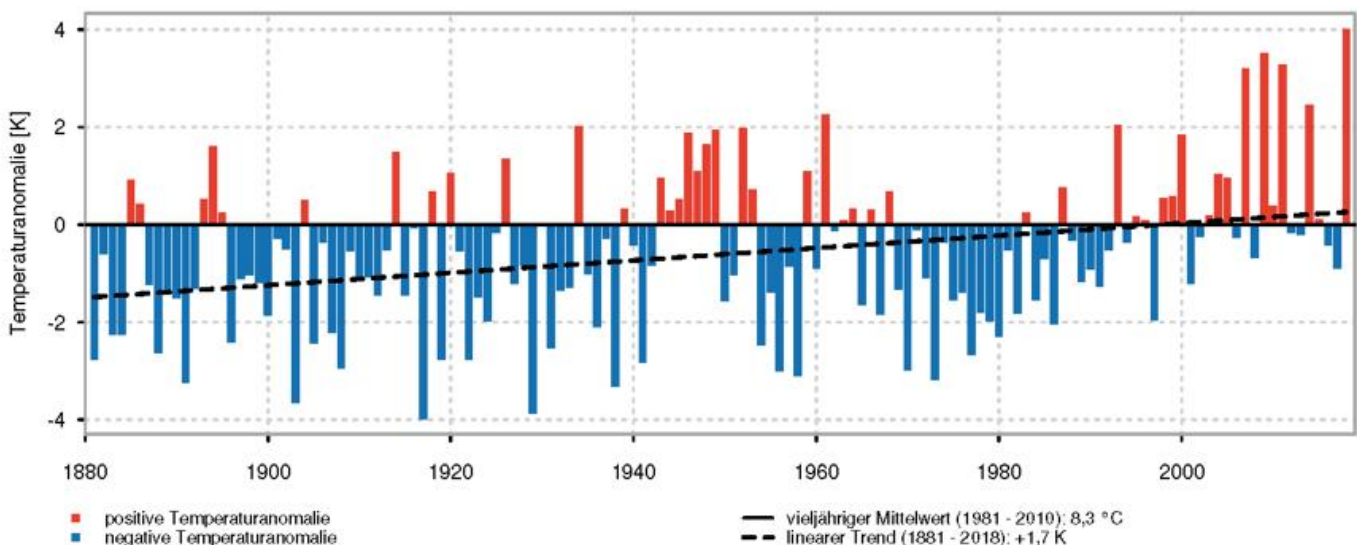 Temperaturanomalie [K]
4
2
0
-2
-4
1880 1900 1920 1940 1960 1980 2000
positive Temperaturanomalie
negative Temperaturanomalie
vieljähriger Mittelwert (1981 - 2010): 8,3 °C
linearer Trend (1881 - 2018): +1,7 K